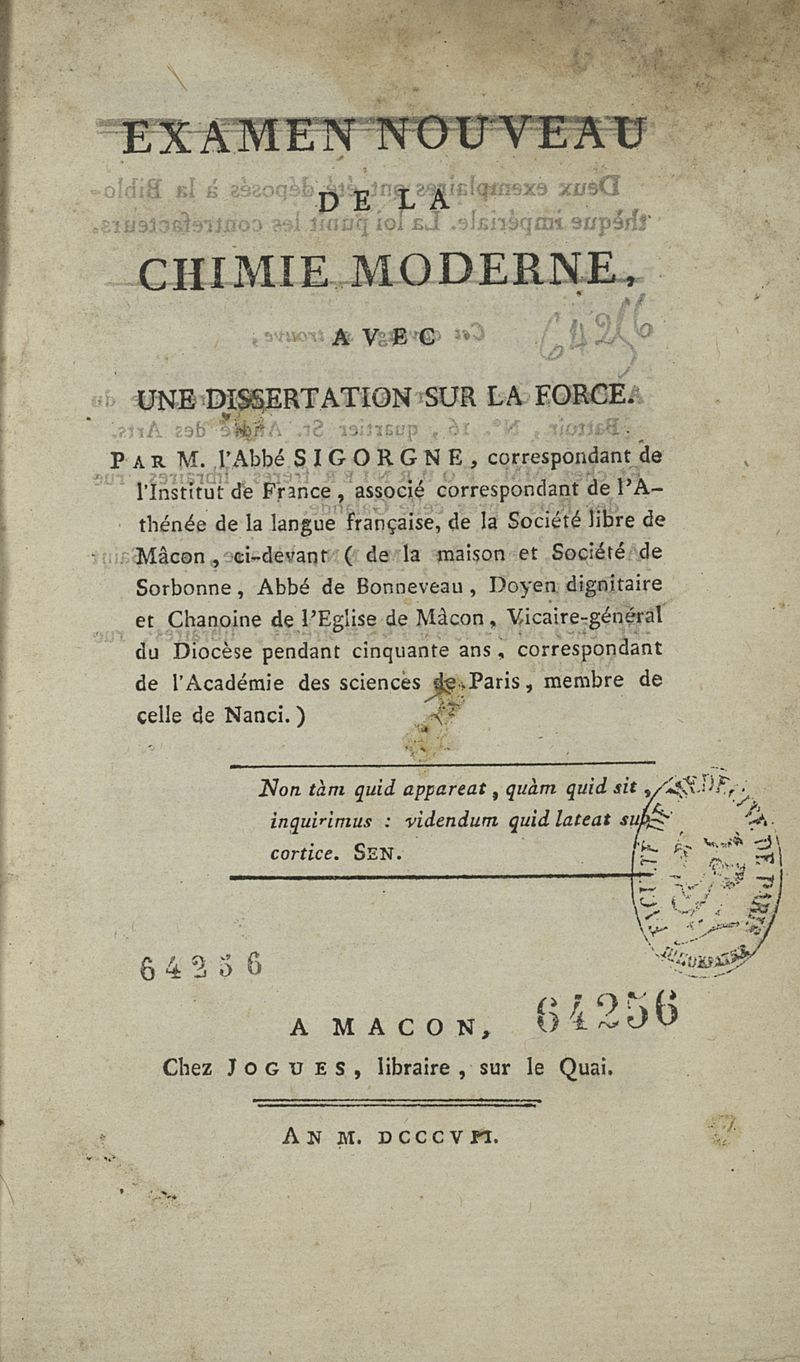 EXAMEN NOUVEAU
DE LA
CHIMIE MODERNE,
AVEC
UNE DISSERTATION SUR LA FORCE.
PAR M. l'Abbé SIGORGNE, correspondant de
l'Institut de France, associé correspondant de l'A-
thénée de la langue française, de la Société libre de
Mâcon, ci-devant ( de la maison et Société de
Sorbonne, Abbé de Bonneveau, Doyen dignitaire
et Chanoine de l'Eglise de Mâcon, Vicaire-général
du Diocèse pendant cinquante ans, correspondant
de l'Académie des sciences de Paris, membre de
celle de Nanci. )
Non tàm quid appareat, quàm quid sit,
inquirimus : videndum quid lateat sub
cortice. SEN.
64256
64256
A MACON,
64256
Chez JOGUES, libraire, sur le Quai.
AN M. DCCCVII.